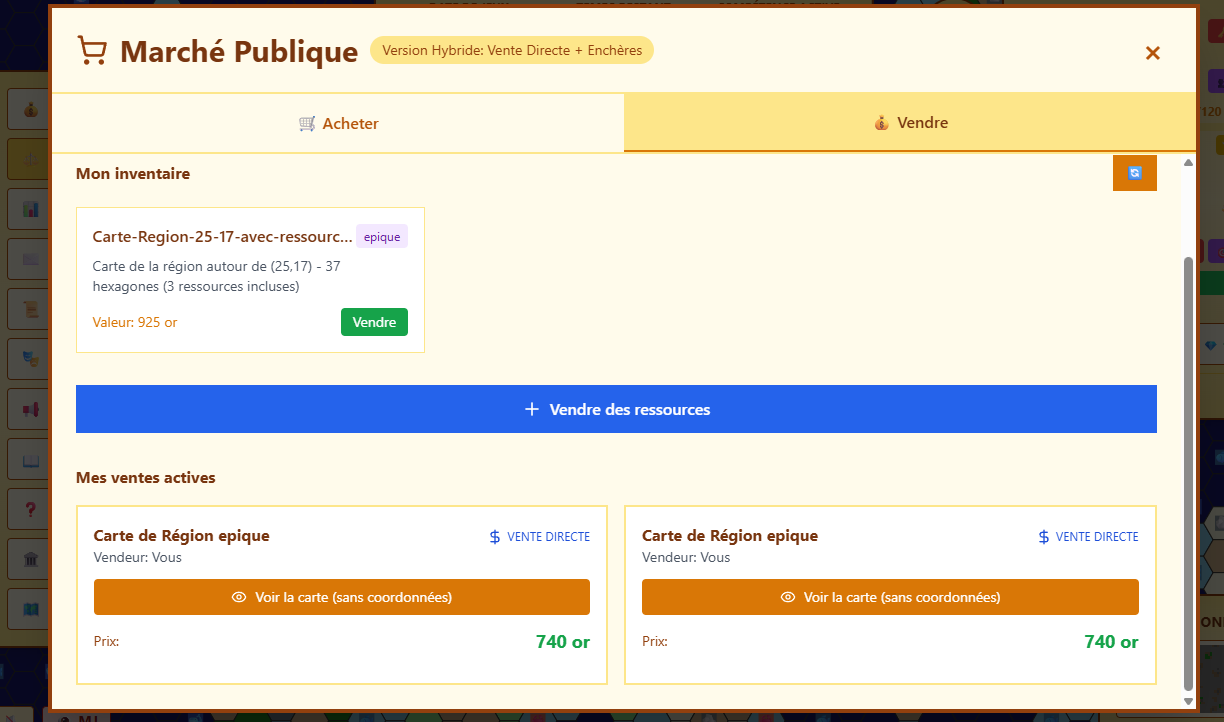 Marché Publique
Version Hybride: Vente Directe + Enchères
Acheter
Vendre
Mon inventaire
Carte-Region-25-17-avec-ressourc...
epique
Carte de la région autour de (25,17) - 37
hexagones (3 ressources incluses)
Valeur: 925 or
Vendre
Vendre des ressources
Mes ventes actives
Carte de Région epique
$ VENTE DIRECTE
Vendeur: Vous
Voir la carte (sans coordonnées)
Prix:
740 or
Carte de Région epique
$ VENTE DIRECTE
Vendeur: Vous
Voir la carte (sans coordonnées)
Prix:
740 or